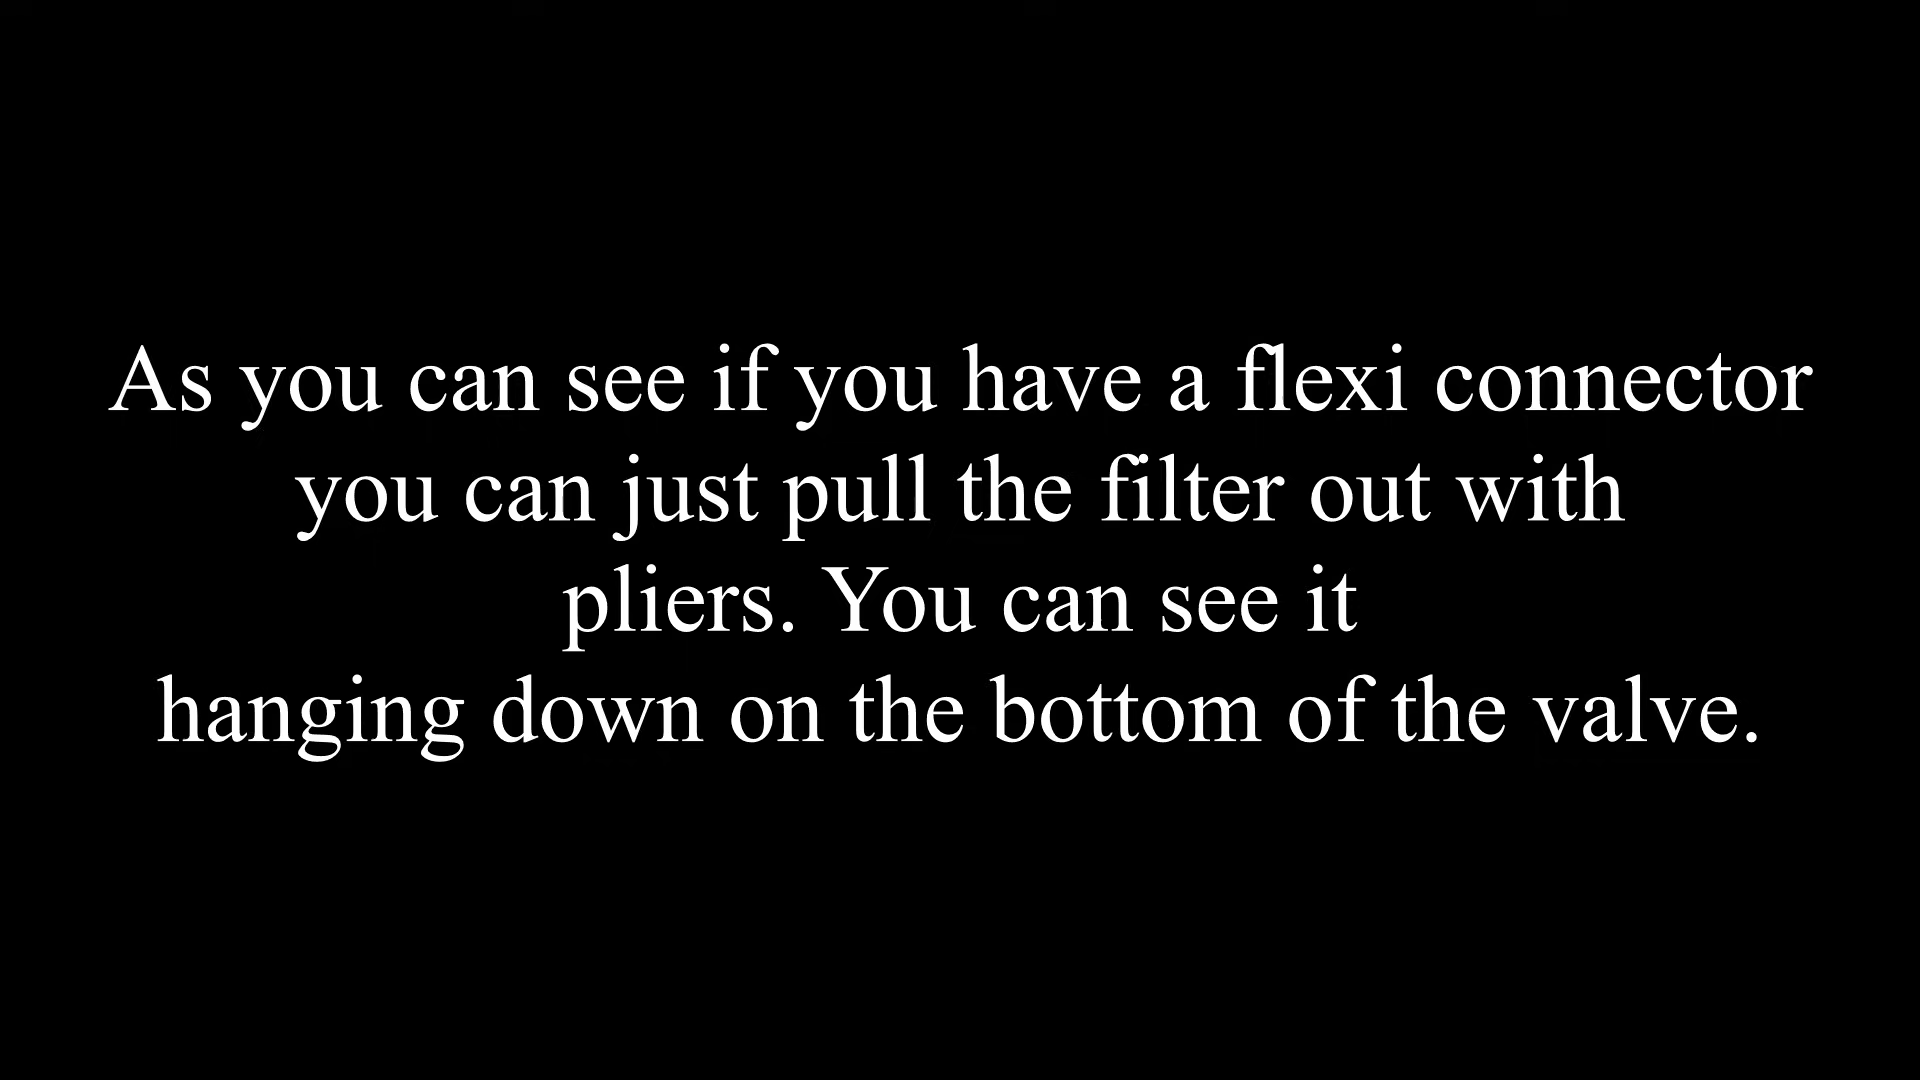 As you can see if you have a flexi connector
you can just pull the filter out with
pliers. You can see it
hanging down on the bottom of the valve.